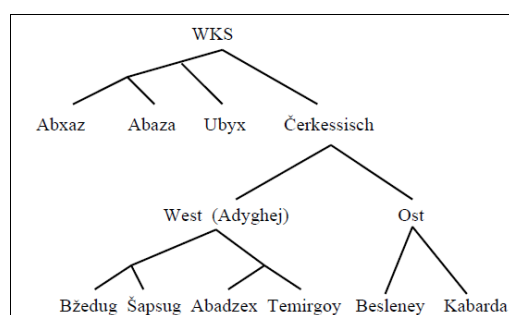 WKS
Abxaz Abaza Ubyx Čerkessisch
West (Adyghej) Ost
Bžedug Šapsug Abadzex Temirgoy Besleney Kabarda